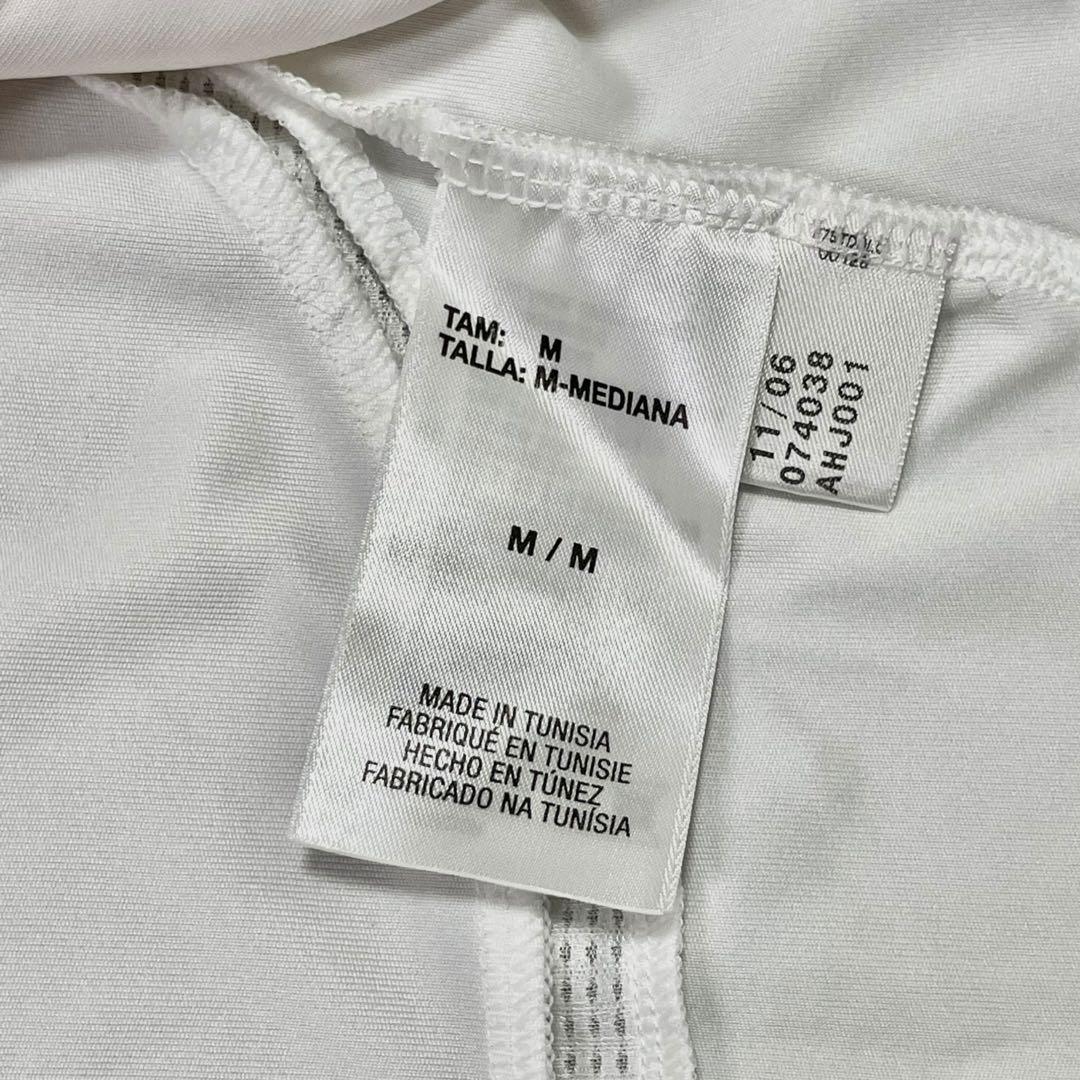 TAM: M
TALLA: M-MEDIANA
M / M
MADE IN TUNISIA
FABRIQUÉ EN TUNISIE
HECHO EN TÚNEZ
FABRICADO NA TUNÍSIA
00128
11/06
074038
AHJ001